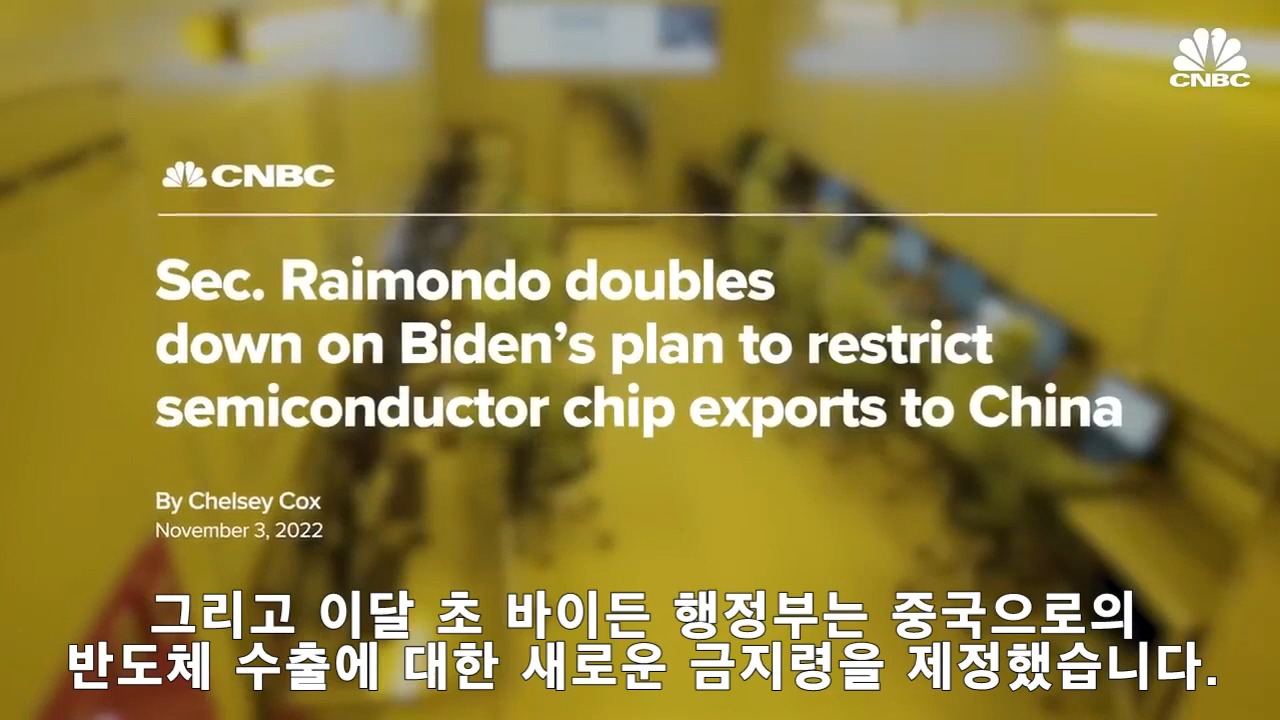 CNBC
CNBC
Sec. Raimondo doubles
down on Biden's plan to restrict
semiconductor chip exports to China
By Chelsey Cox
November 3, 2022
그리고 이달 초 바이든 행정부는 중국으로의
반도체 수출에 대한 새로운 금지령을 제정했습니다.